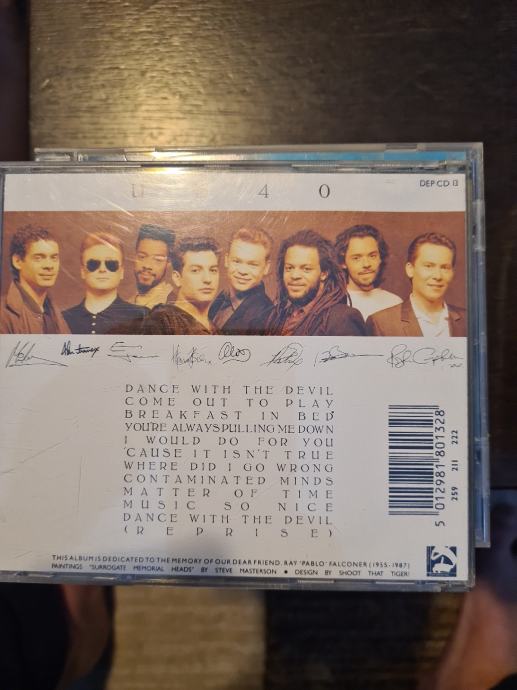 U B 4 0
DEP CD 13
DANCE WITH THE DEVIL
COME OUT TO PLAY
BREAKFAST IN BED
YOU'RE ALWAYS PULLING ME DOWN
I WOULD DO FOR YOU
'CAUSE IT ISN'T TRUE
WHERE DID I GO WRONG
CONTAMINATED MINDS
MATTER OF TIME
MUSIC SO NICE
DANCE WITH THE DEVIL
(REPRISE)
5 012981 801328
259 211 222
THIS ALBUM IS DEDICATED TO THE MEMORY OF OUR DEAR FRIEND, RAY 'PABLO' FALCONER (1955-1987)
PAINTINGS "SURROGATE MEMORIAL HEADS" BY STEVE MASTERSON ● DESIGN BY SHOOT THAT TIGER!